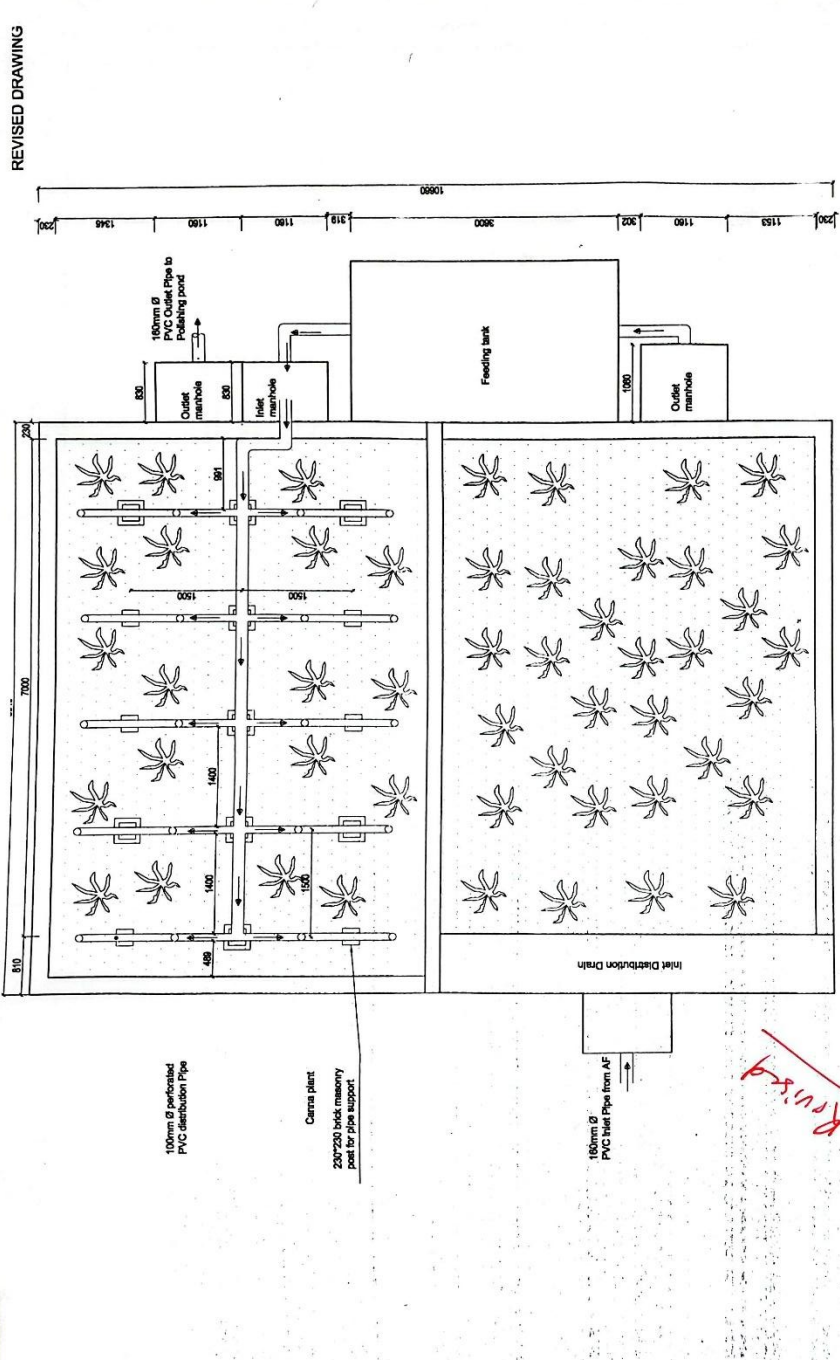 REVISED DRAWING
10680
230
1345
1160
1160
319
3800
302
1160
1153
230
160mm Ø
PVC Outlet Pipe to
Polishing pond
830
830
Outlet
manhole
Inlet
manhole
Feeding tank
1060
Outlet
manhole
230
991
7000
1500
1500
1400
1400
1500
489
810
100mm Ø perforated
PVC distribution Pipe
Canna plant
230*230 brick masonry
post for pipe support
Inlet Distribution Drain
160mm Ø
PVC Inlet Pipe from AF
Revised